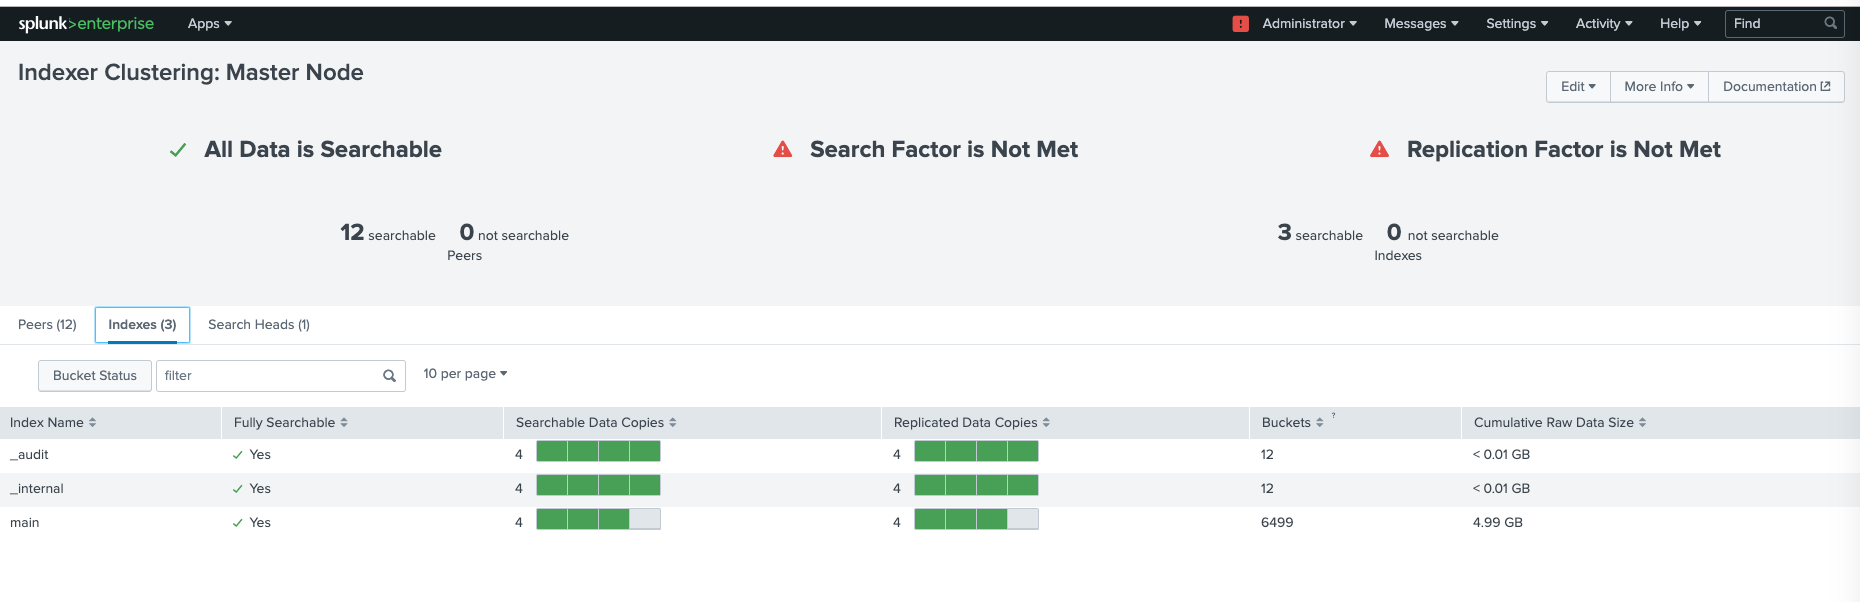 splunk>enterprise Apps ! Administrator Messages Settings Activity Help Find
Indexer Clustering: Master Node
Edit More Info Documentation
All Data is Searchable Search Factor is Not Met Replication Factor is Not Met
12 searchable 0 not searchable 3 searchable 0 not searchable
Peers Indexes
Peers (12) Indexes (3) Search Heads (1)
Bucket Status filter 10 per page
Index Name Fully Searchable Searchable Data Copies Replicated Data Copies Buckets ? Cumulative Raw Data Size
_audit Yes 4 4 12 < 0.01 GB
_internal Yes 4 4 12 < 0.01 GB
main Yes 4 4 6499 4.99 GB